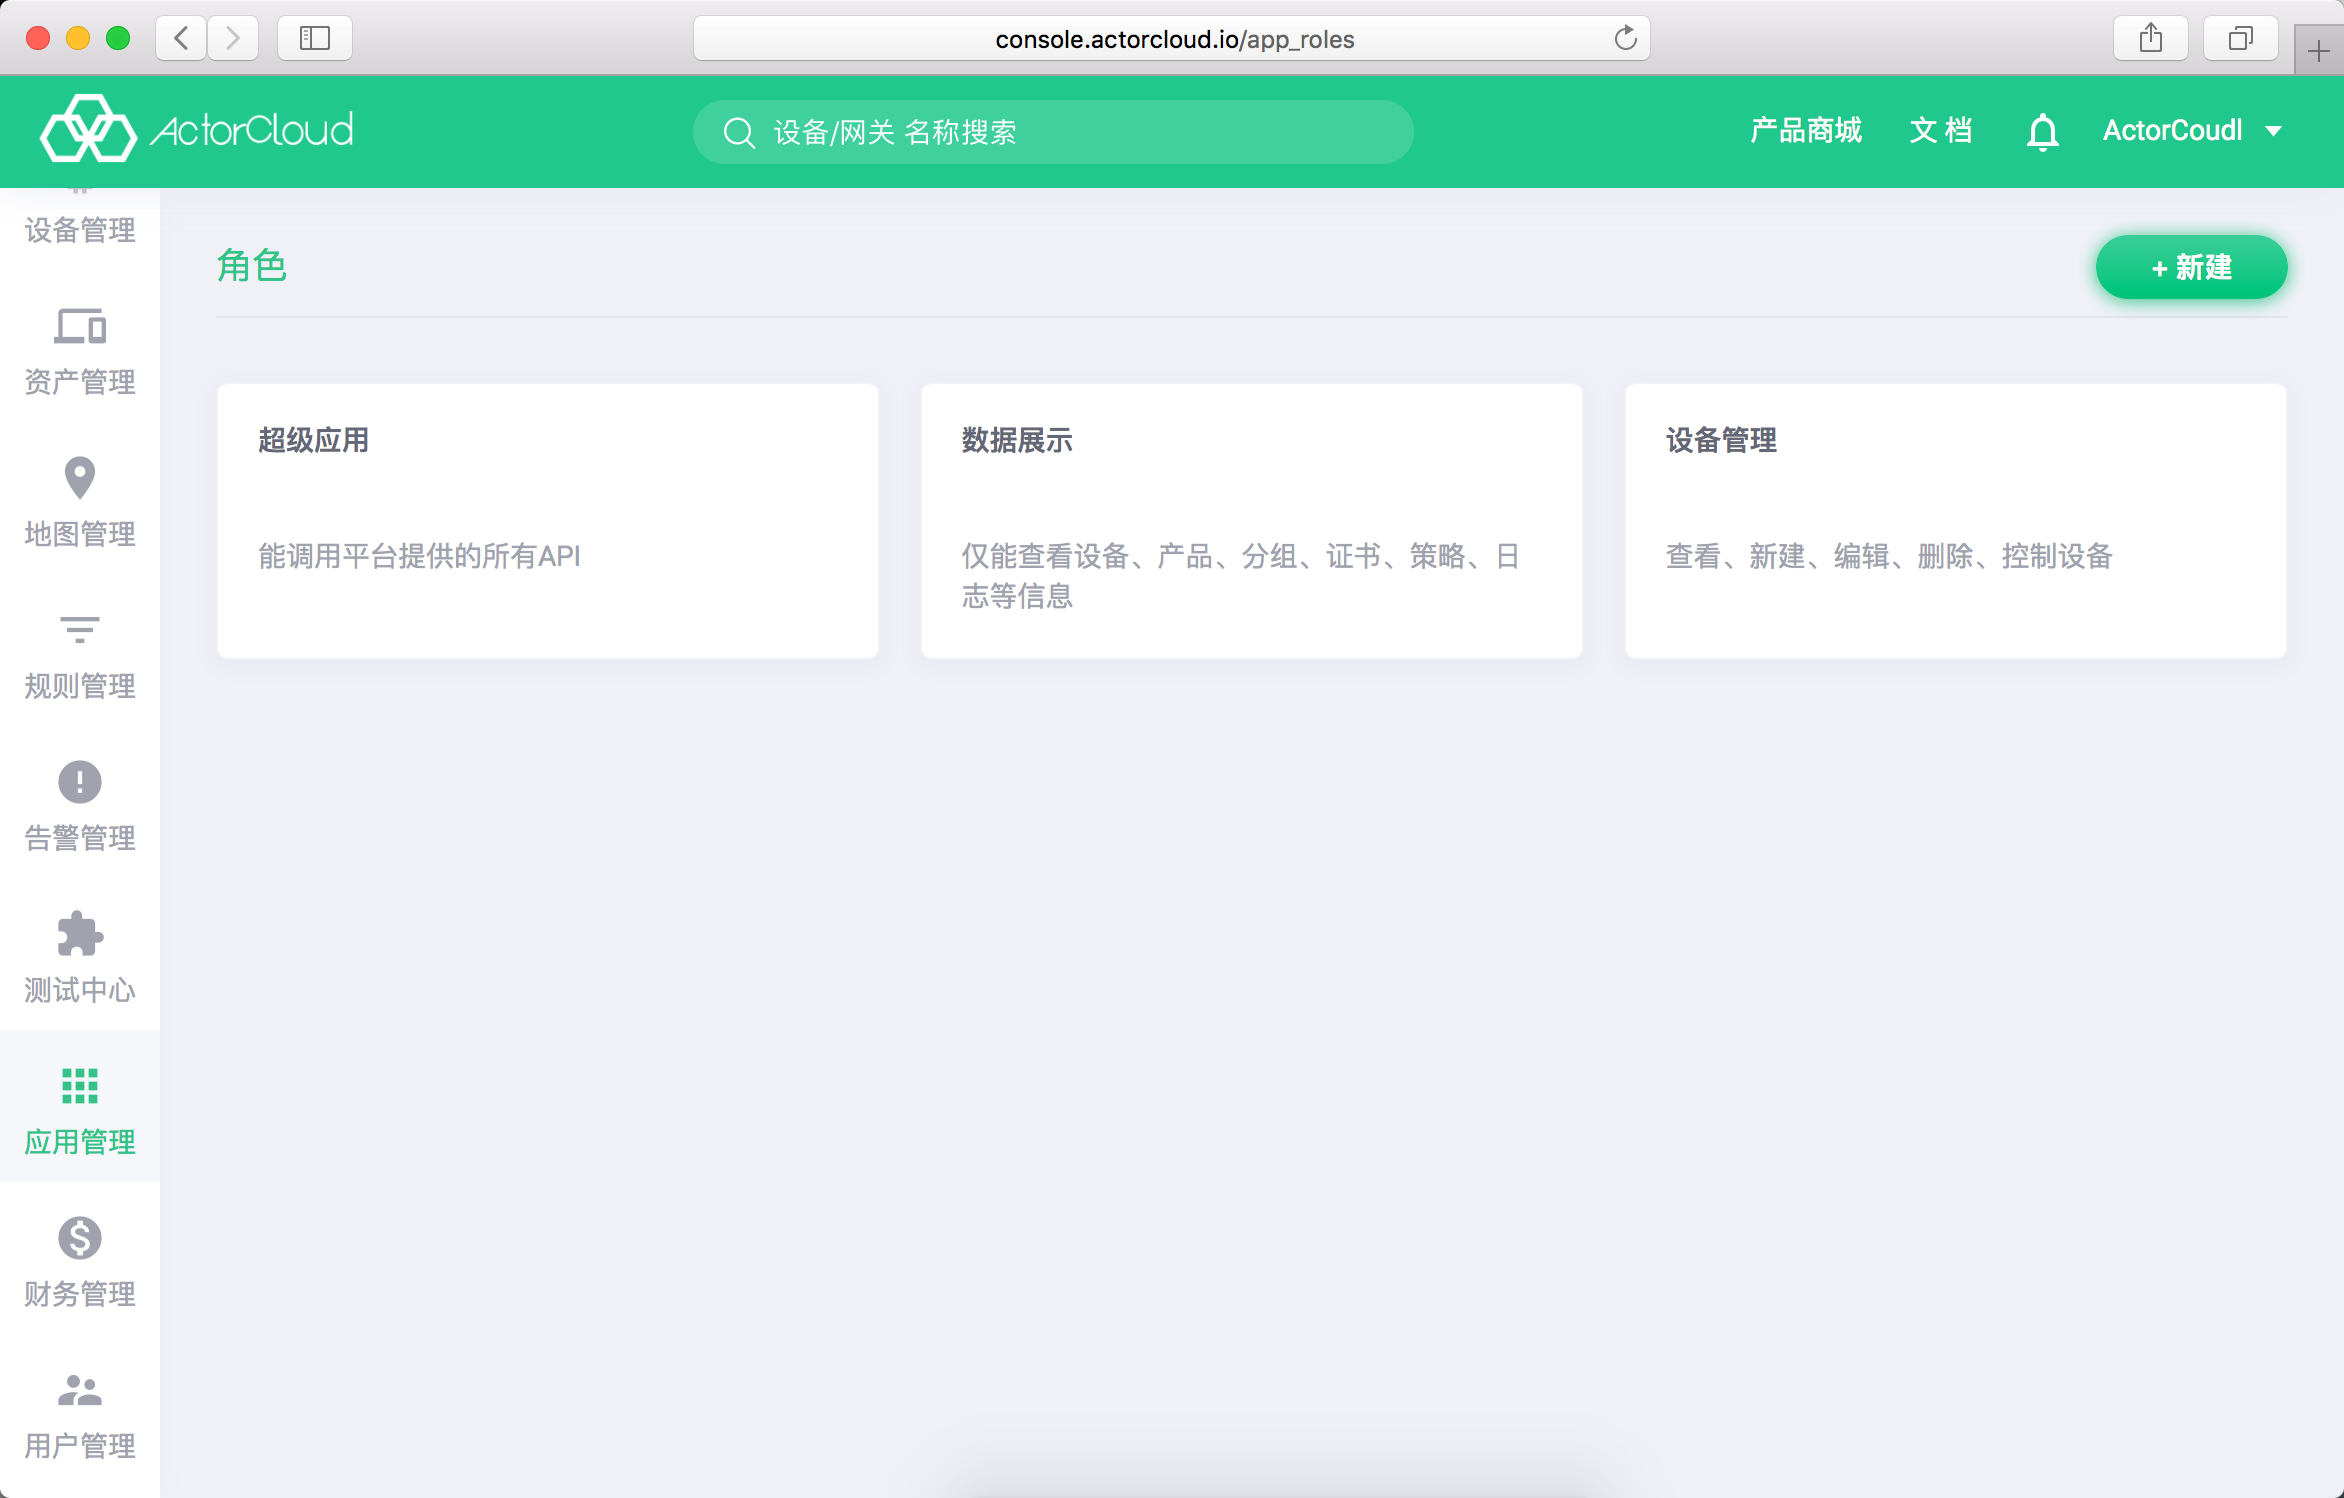 console.actorcloud.io/app_roles
ActorCloud
设备/网关 名称搜索
产品商城
文 档
ActorCoudl
设备管理
资产管理
地图管理
规则管理
告警管理
测试中心
应用管理
财务管理
用户管理
角色
+ 新建
超级应用
能调用平台提供的所有API
数据展示
仅能查看设备、产品、分组、证书、策略、日
志等信息
设备管理
查看、新建、编辑、删除、控制设备